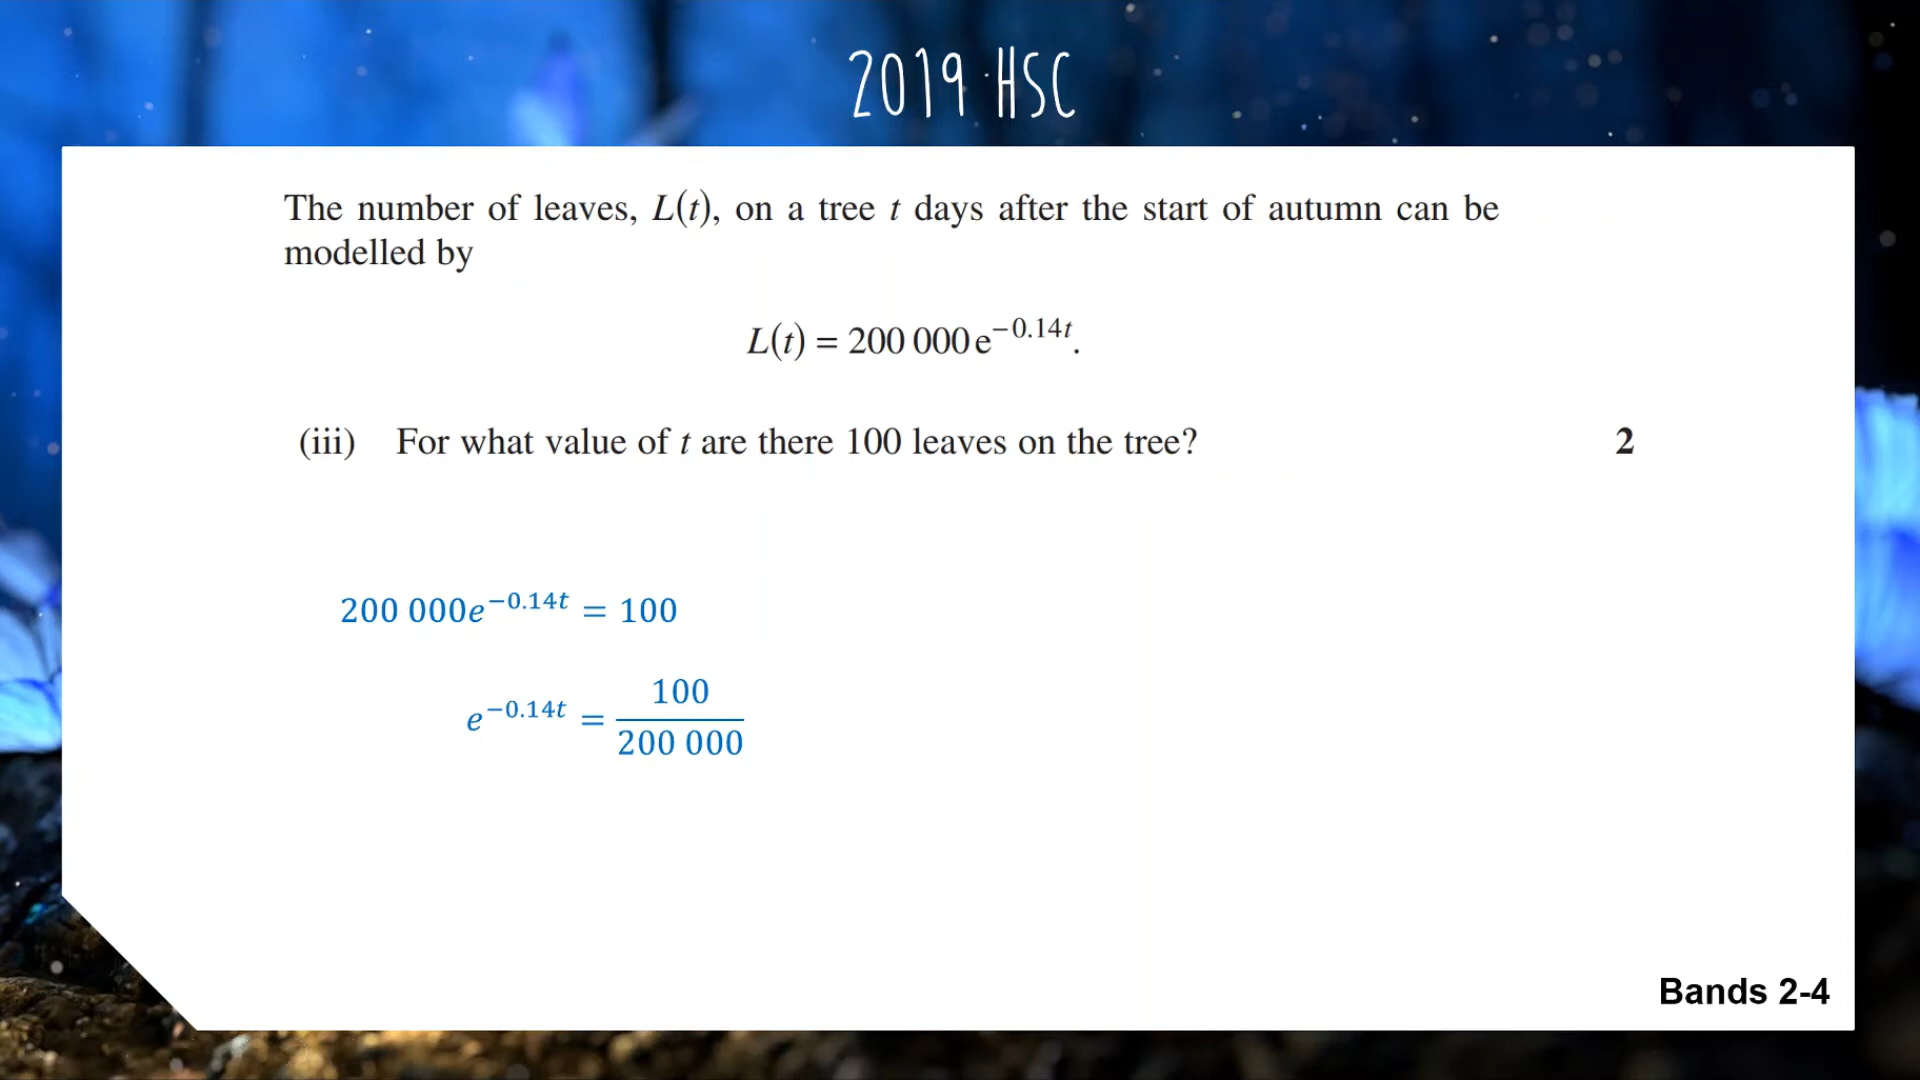 2019 HSC
The number of leaves, L(t), on a tree t days after the start of autumn can be
modelled by
L(t) = 200 000 e^{−0.14t}.
(iii) For what value of t are there 100 leaves on the tree? 2
200 000e^{−0.14t} = 100
e^{−0.14t} = \frac{100}{200 000}
Bands 2-4